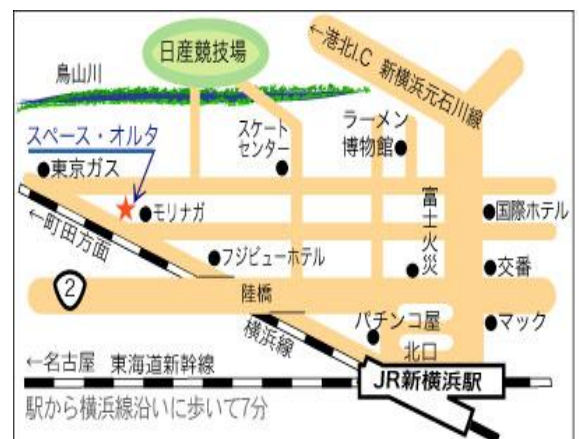 日産競技場
←港北I.C 新横浜元石川線
鳥山川
スペース・オルタ
スケート
センター
ラーメン
博物館
東京ガス
モリナガ
富士火災
国際ホテル
←町田方面
フジビューホテル
交番
2
陸橋
横浜線
パチンコ屋
マック
北口
←名古屋 東海道新幹線
JR新横浜駅
駅から横浜線沿いに歩いて7分